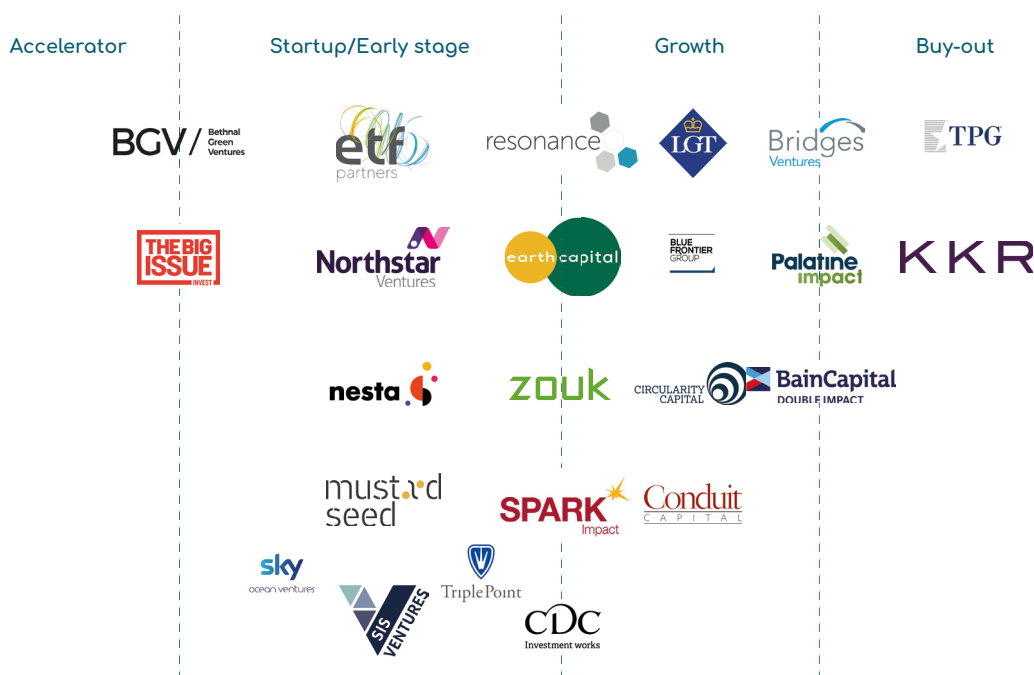 Accelerator
Startup/Early stage
Growth
Buy-out
BGV/
Bethnal
Green
Ventures
etf
partners
resonance
LGT
Bridges
Ventures
TPG
THE BIG
ISSUE
INVEST
Northstar
Ventures
earth capital
BLUE
FRONTIER
GROUP
Palatine
impact
KKR
nesta
zouk
CIRCULARITY
CAPITAL
BainCapital
DOUBLE IMPACT
mustard
seed
SPARK
Impact
Conduit
CAPITAL
sky
ocean ventures
SIS
VENTURES
TriplePoint
CDC
Investment works